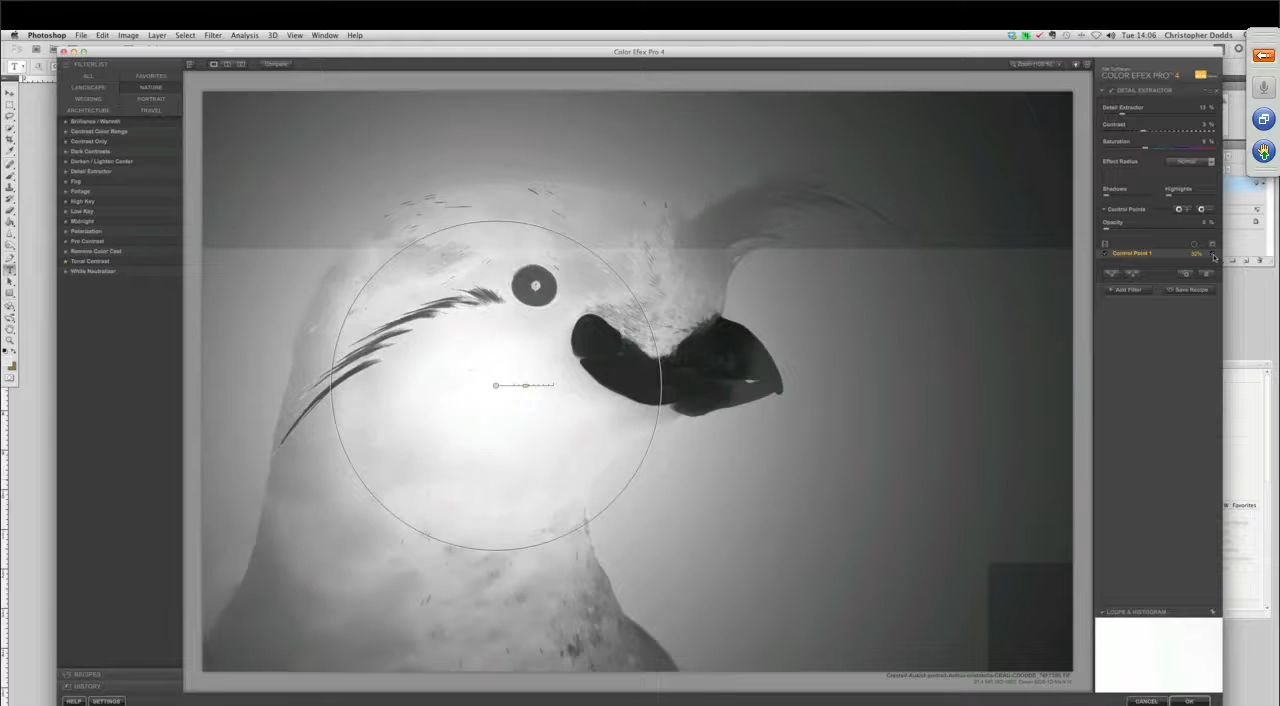 Photoshop File Edit Image Layer Select Filter Analysis 3D View Window Help
Tue 14:06 Christopher Dodds
Color Efex Pro 4
FILTER LIST
ALL FAVORITES
LANDSCAPE NATURE
WEDDING PORTRAIT
ARCHITECTURE TRAVEL
Brilliance / Warmth
Contrast Color Range
Contrast Only
Dark Contrasts
Darken / Lighten Center
Detail Extractor
Fog
Foliage
High Key
Low Key
Midnight
Polarization
Pro Contrast
Remove Color Cast
Tonal Contrast
White Neutralizer
RECIPES
HISTORY
HELP SETTINGS
Compare
Zoom (100 %)
COLOR EFEX PRO 4
DETAIL EXTRACTOR
Detail Extractor 13 %
Contrast 3 %
Saturation
Effect Radius Normal
Shadows Highlights
Control Points
Opacity
Control Point 1 32%
Add Filter Save Recipe
Favorites
LOUPE & HISTOGRAM
CANCEL OK